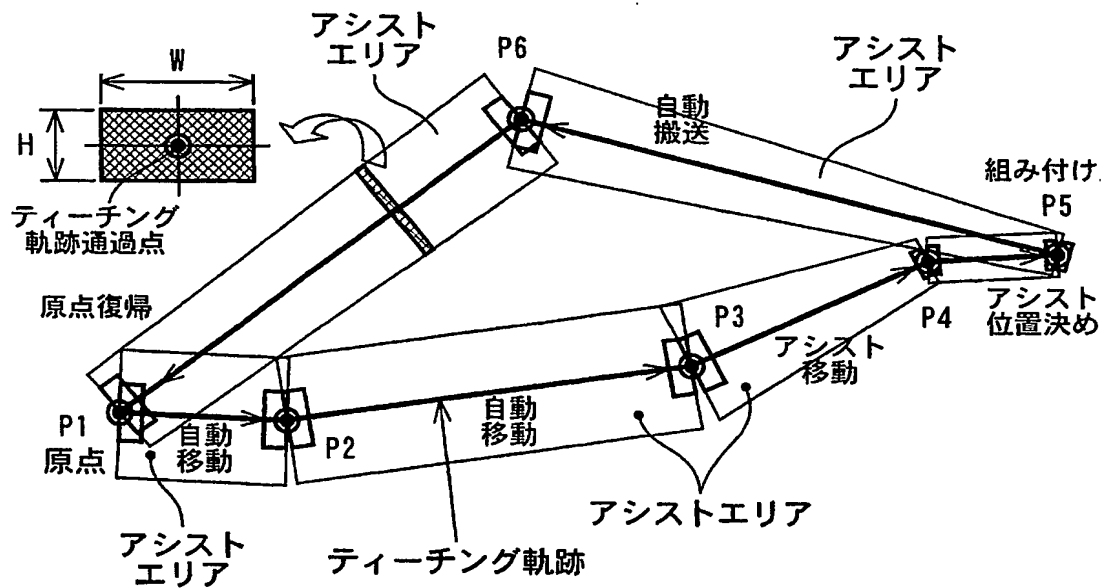 アシスト
エリア
P6
アシスト
エリア
W
H
自動
搬送
組み付け
P5
ティーチング
軌跡通過点
原点復帰
P3
P4
アシスト
位置決め
アシスト
移動
P1
原点
自動
移動
P2
自動
移動
アシストエリア
アシスト
エリア
ティーチング軌跡